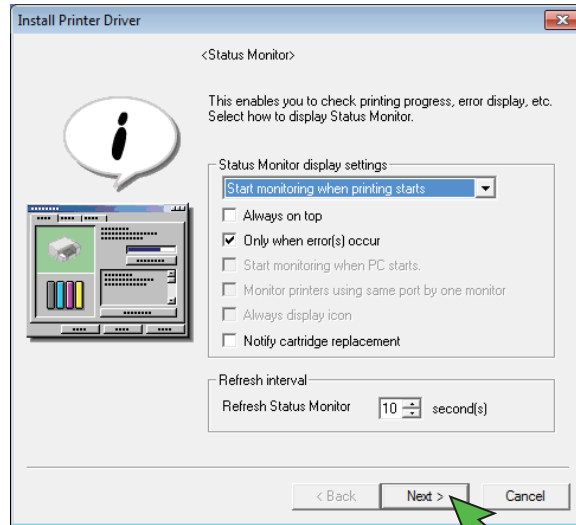 Install Printer Driver
<Status Monitor>
This enables you to check printing progress, error display, etc.
Select how to display Status Monitor.
Status Monitor display settings
Start monitoring when printing starts
Always on top
Only when error(s) occur
Start monitoring when PC starts.
Monitor printers using same port by one monitor
Always display icon
Notify cartridge replacement
Refresh interval
Refresh Status Monitor 10 second(s)
< Back Next > Cancel